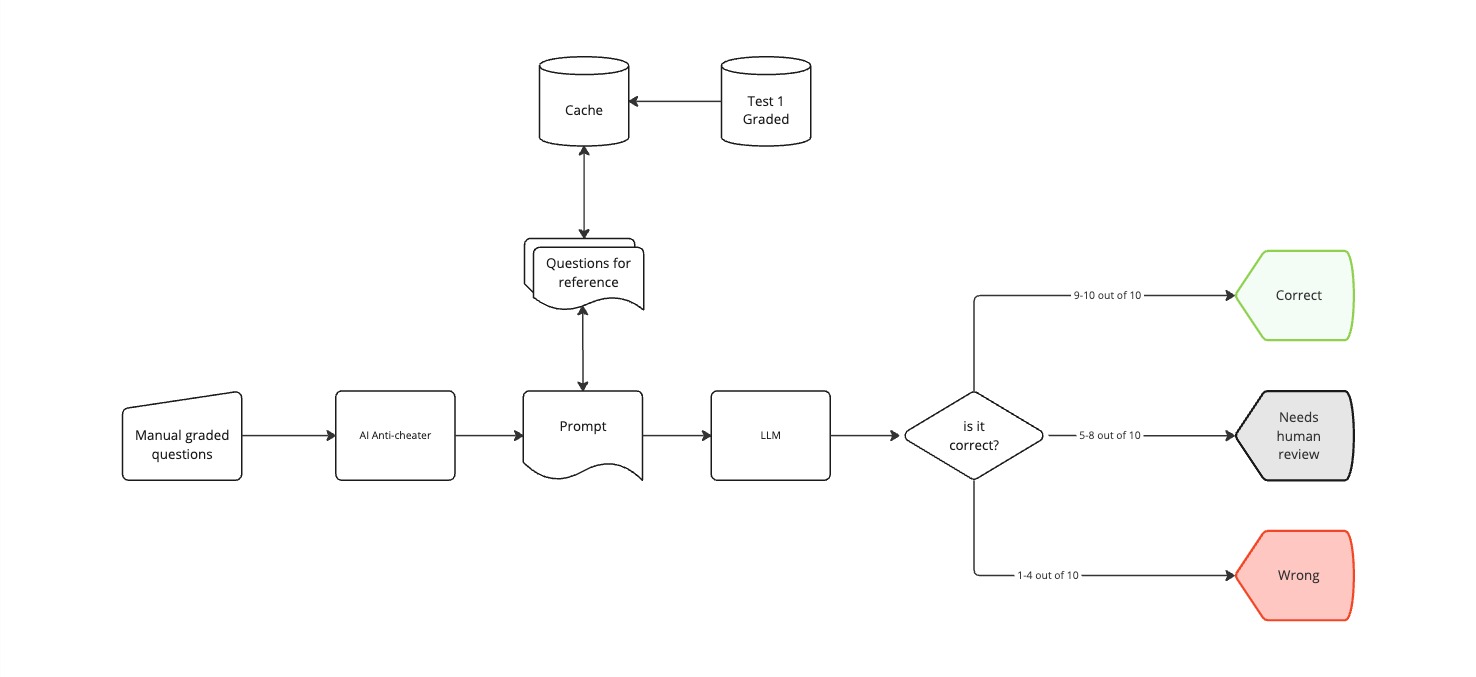 Cache
Test 1
Graded
Questions for
reference
9-10 out of 10
Correct
Manual graded
questions
AI Anti-cheater
Prompt
LLM
is it
correct?
5-8 out of 10
Needs
human
review
1-4 out of 10
Wrong